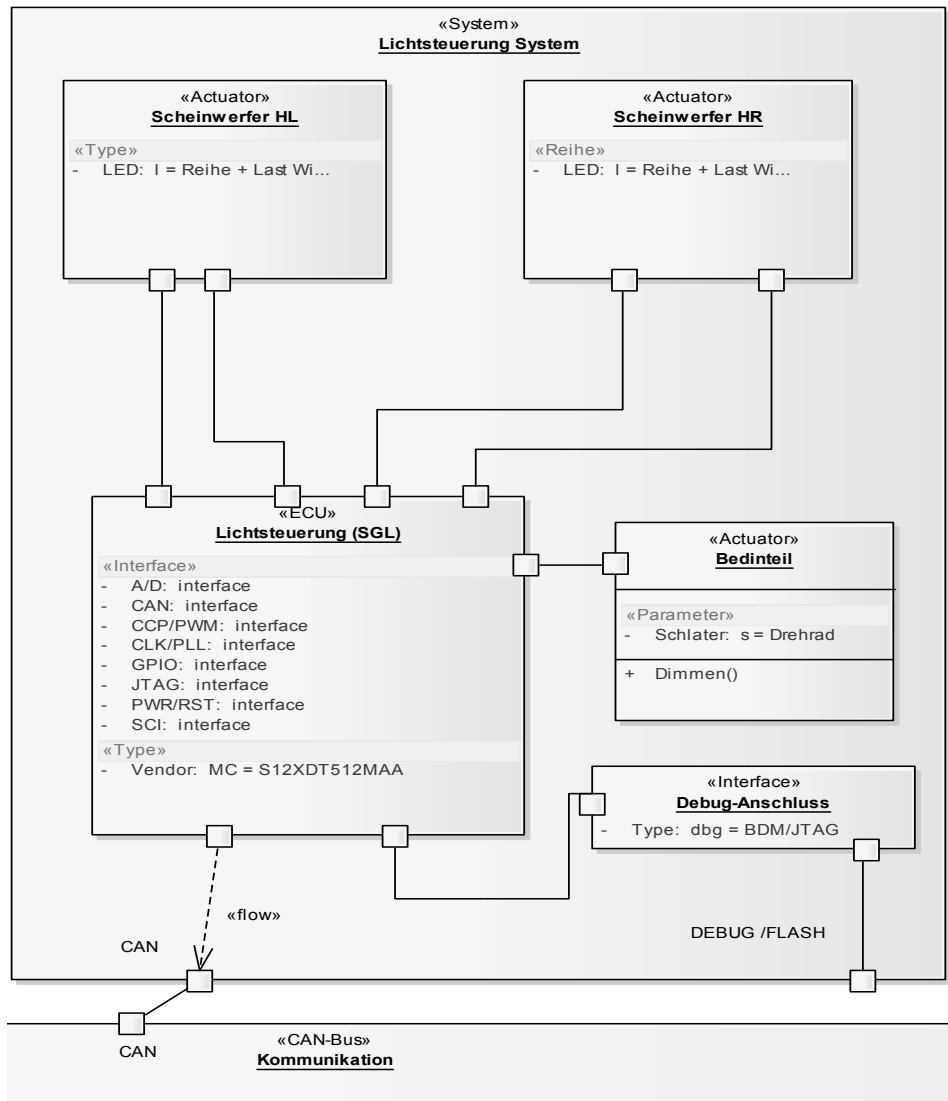 «System»
Lichtsteuerung System
«Actuator»
Scheinwerfer HL
«Type»
- LED: I = Reihe + Last Wi...
«Actuator»
Scheinwerfer HR
«Reihe»
- LED: I = Reihe + Last Wi...
«ECU»
Lichtsteuerung (SGL)
«Interface»
- A/D: interface
- CAN: interface
- CCP/PWM: interface
- CLK/PLL: interface
- GPIO: interface
- JTAG: interface
- PWR/RST: interface
- SCI: interface
«Type»
- Vendor: MC = S12XDT512MAA
«Actuator»
Bedinteil
«Parameter»
- Schlater: s = Drehrad
+ Dimmen()
«Interface»
Debug-Anschluss
- Type: dbg = BDM/JTAG
«flow»
CAN
DEBUG /FLASH
CAN
«CAN-Bus»
Kommunikation